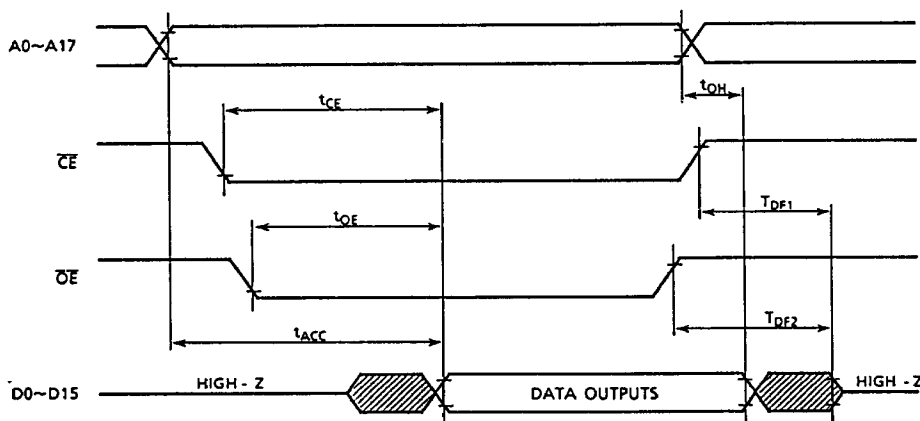 A0~A17
tOH
tCE
CE
TDF1
tOE
OE
TDF2
tACC
D0~D15
HIGH - Z
DATA OUTPUTS
HIGH - Z